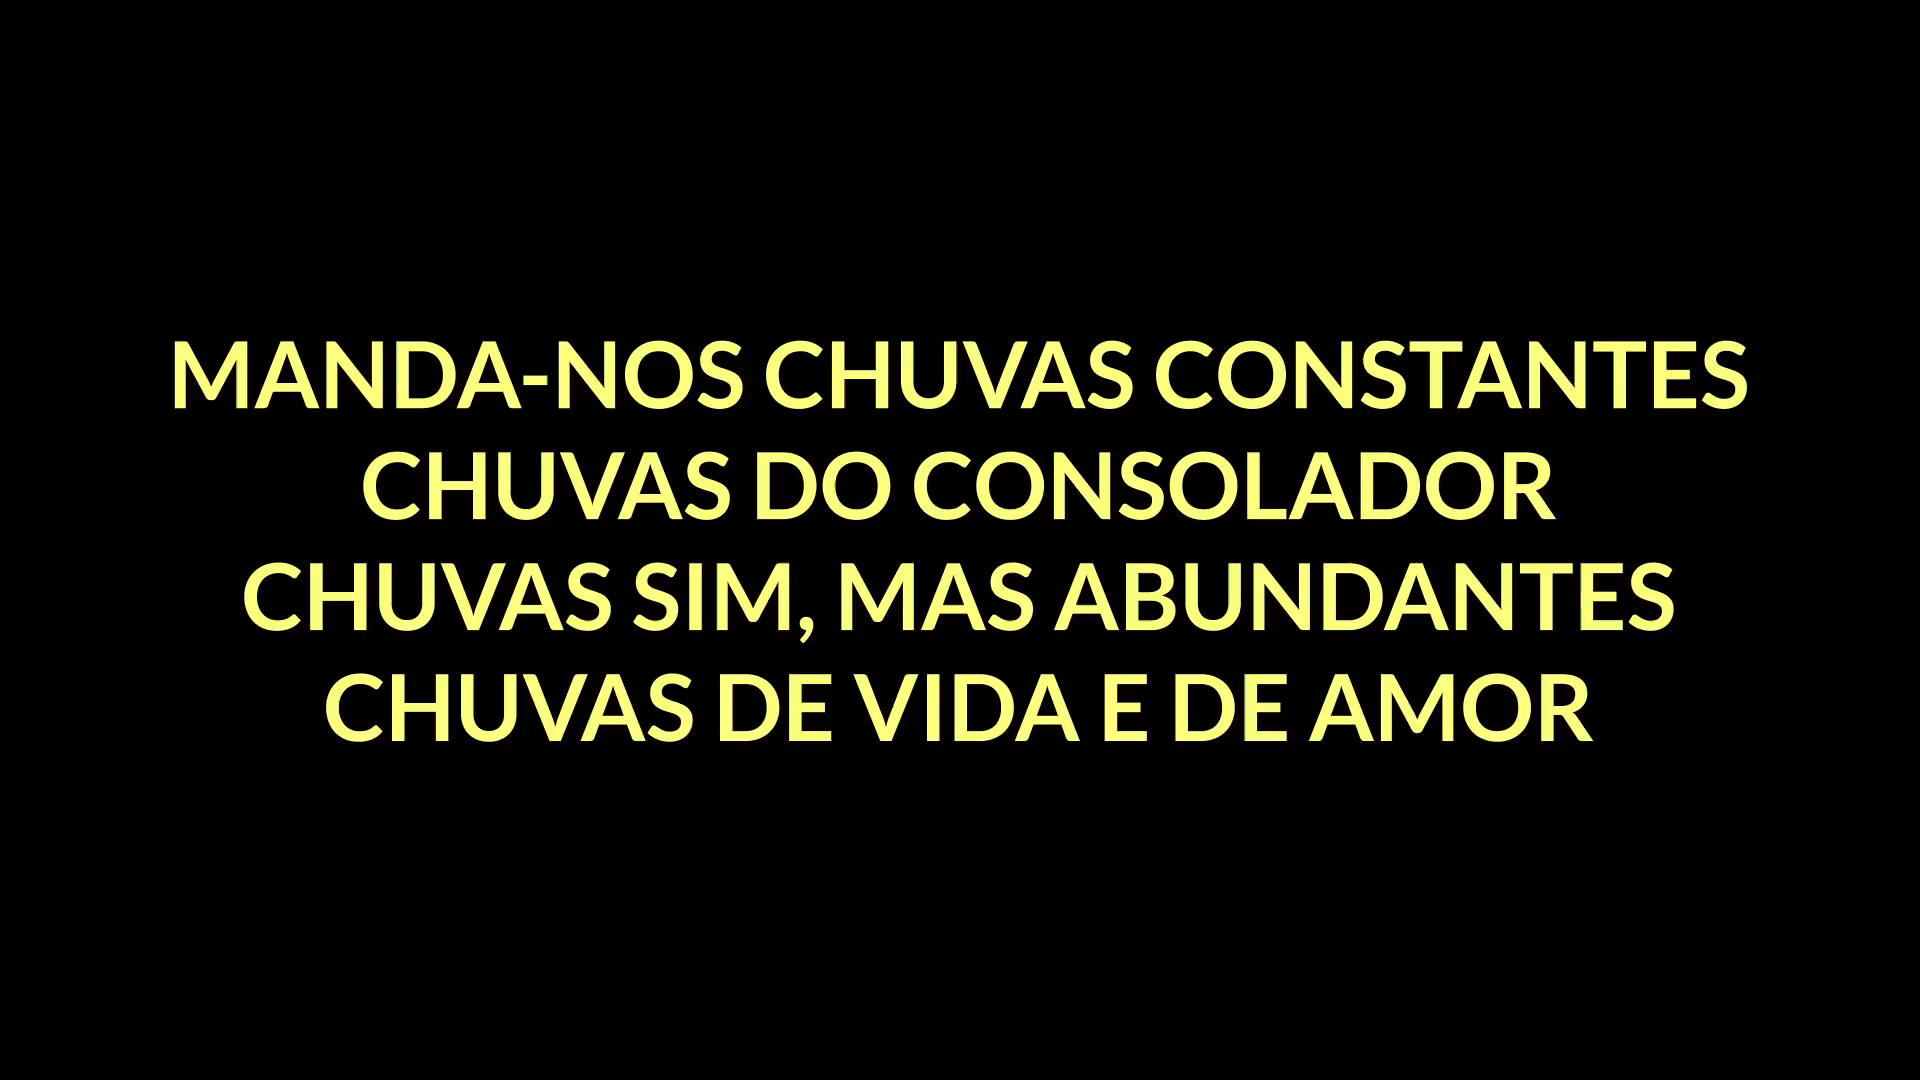 MANDA-NOS CHUVAS CONSTANTES
CHUVAS DO CONSOLADOR
CHUVAS SIM, MAS ABUNDANTES
CHUVAS DE VIDA E DE AMOR